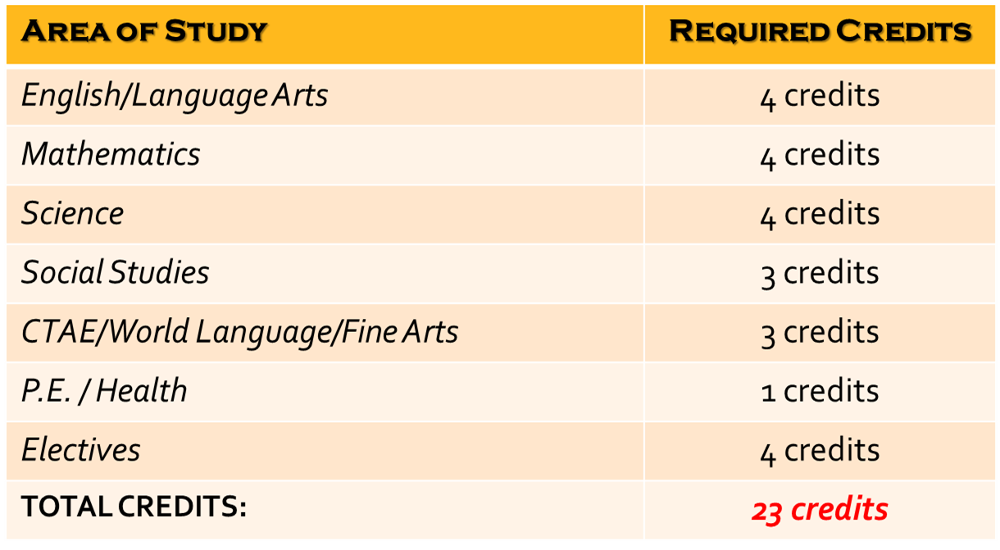 AREA OF STUDY REQUIRED CREDITS
English/Language Arts 4 credits
Mathematics 4 credits
Science 4 credits
Social Studies 3 credits
CTAE/World Language/Fine Arts 3 credits
P.E. / Health 1 credits
Electives 4 credits
TOTAL CREDITS: 23 credits